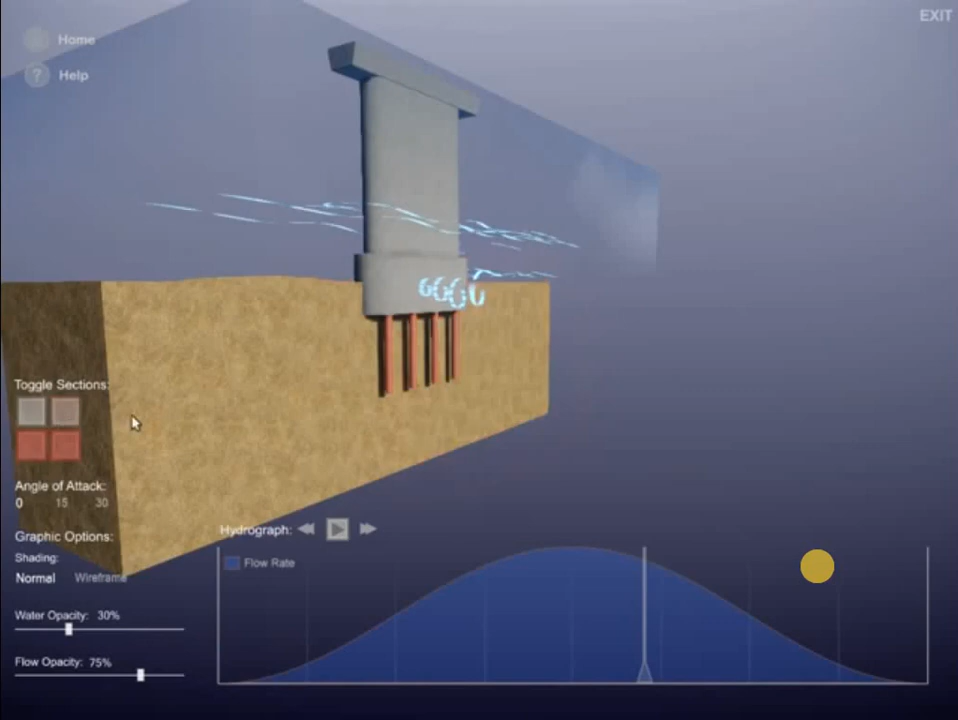 EXIT
Home
? Help
Toggle Sections:
Angle of Attack:
0 15 30
Graphic Options:
Shading:
Normal Wireframe
Water Opacity: 30%
Flow Opacity: 75%
Hydrograph:
Flow Rate